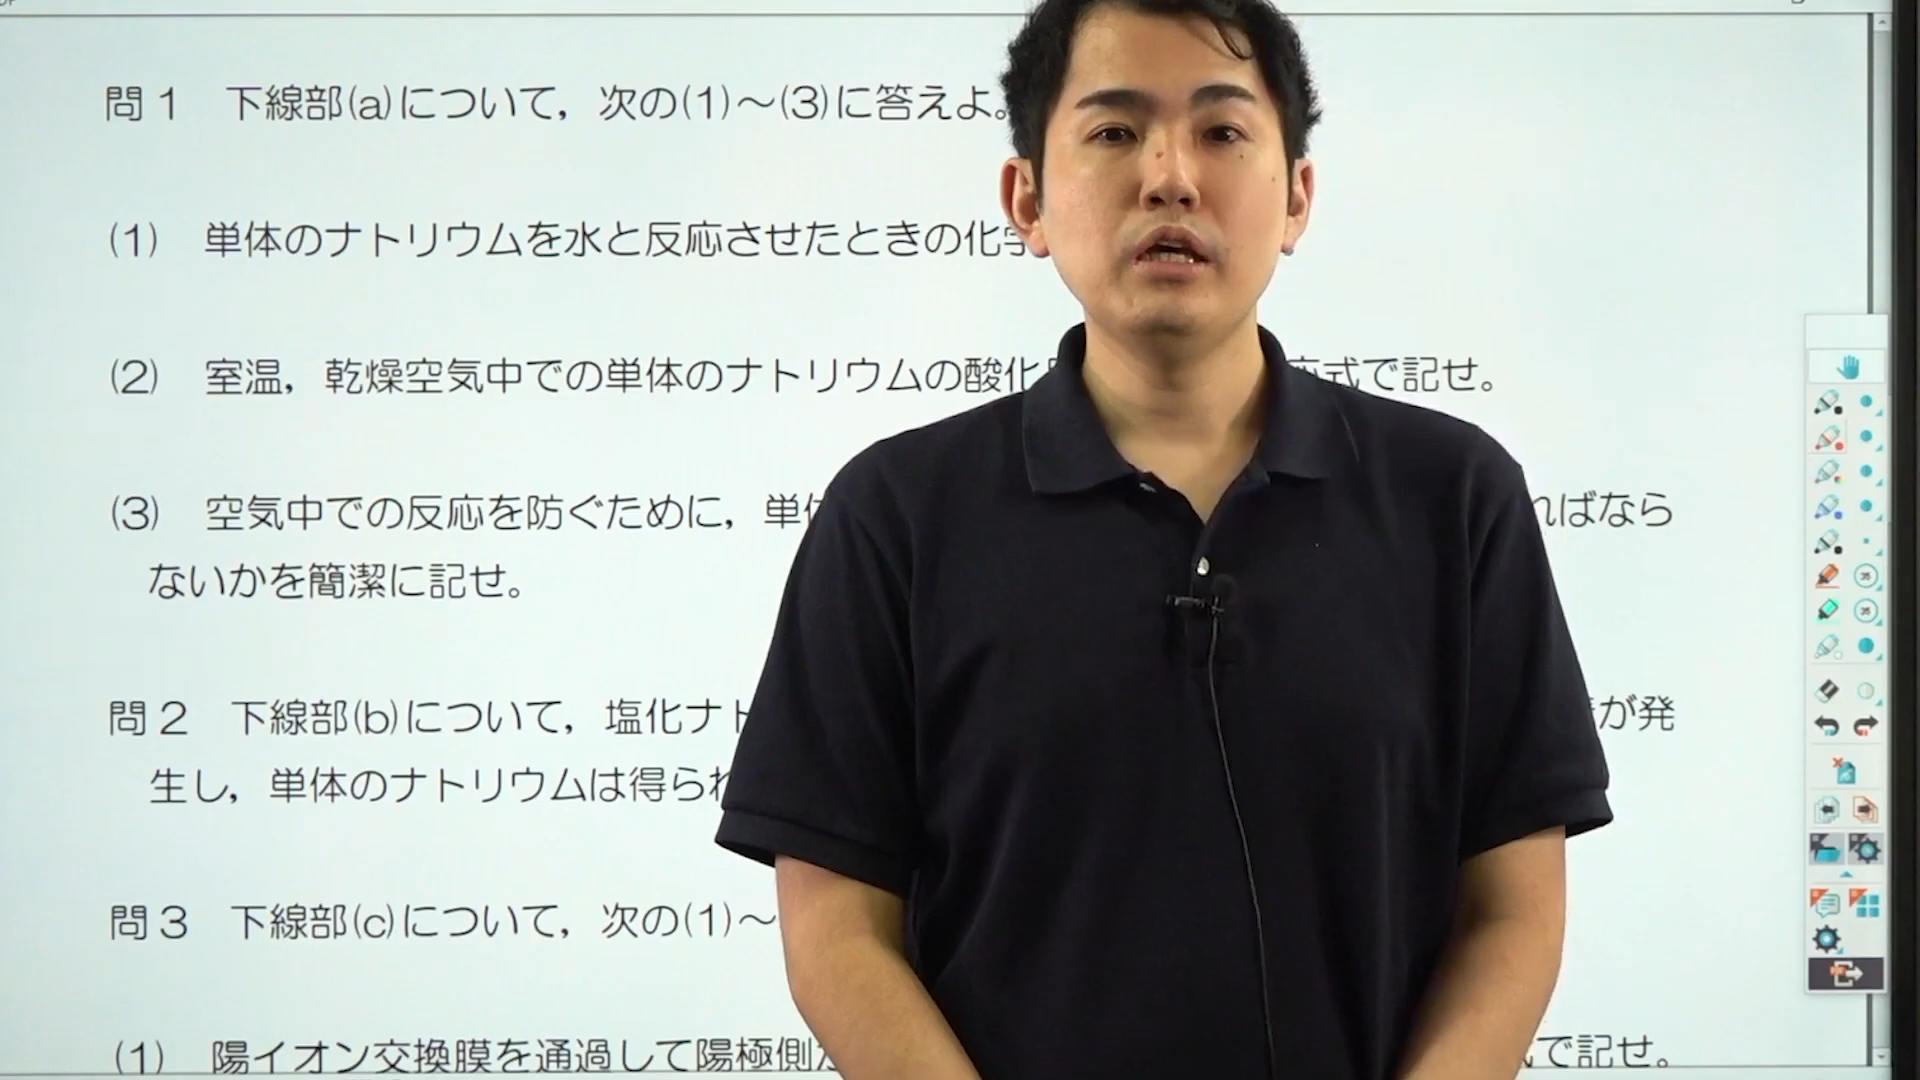 問1 下線部(a)について，次の(1)～(3)に答えよ。
(1) 単体のナトリウムを水と反応させたときの化学
(2) 室温，乾燥空気中での単体のナトリウムの酸化 応式で記せ。
(3) 空気中での反応を防ぐために，単体 ればなら
ないかを簡潔に記せ。
問2 下線部(b)について，塩化ナト が発
生し，単体のナトリウムは得られ
問3 下線部(c)について，次の(1)～
(1) 陽イオン交換膜を通過して陽極側か 式で記せ。